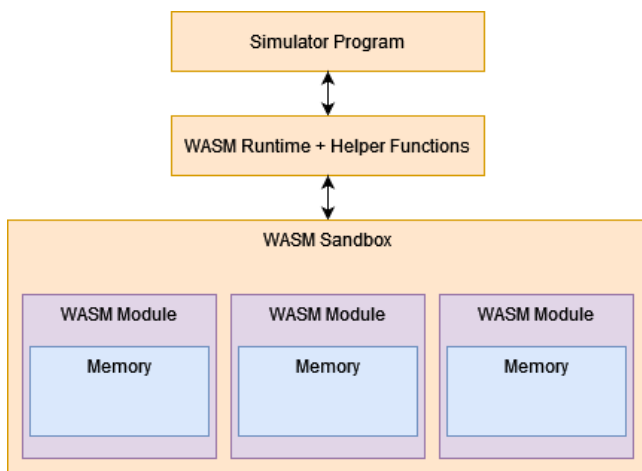 Simulator Program
WASM Runtime + Helper Functions
WASM Sandbox
WASM Module
Memory
WASM Module
Memory
WASM Module
Memory